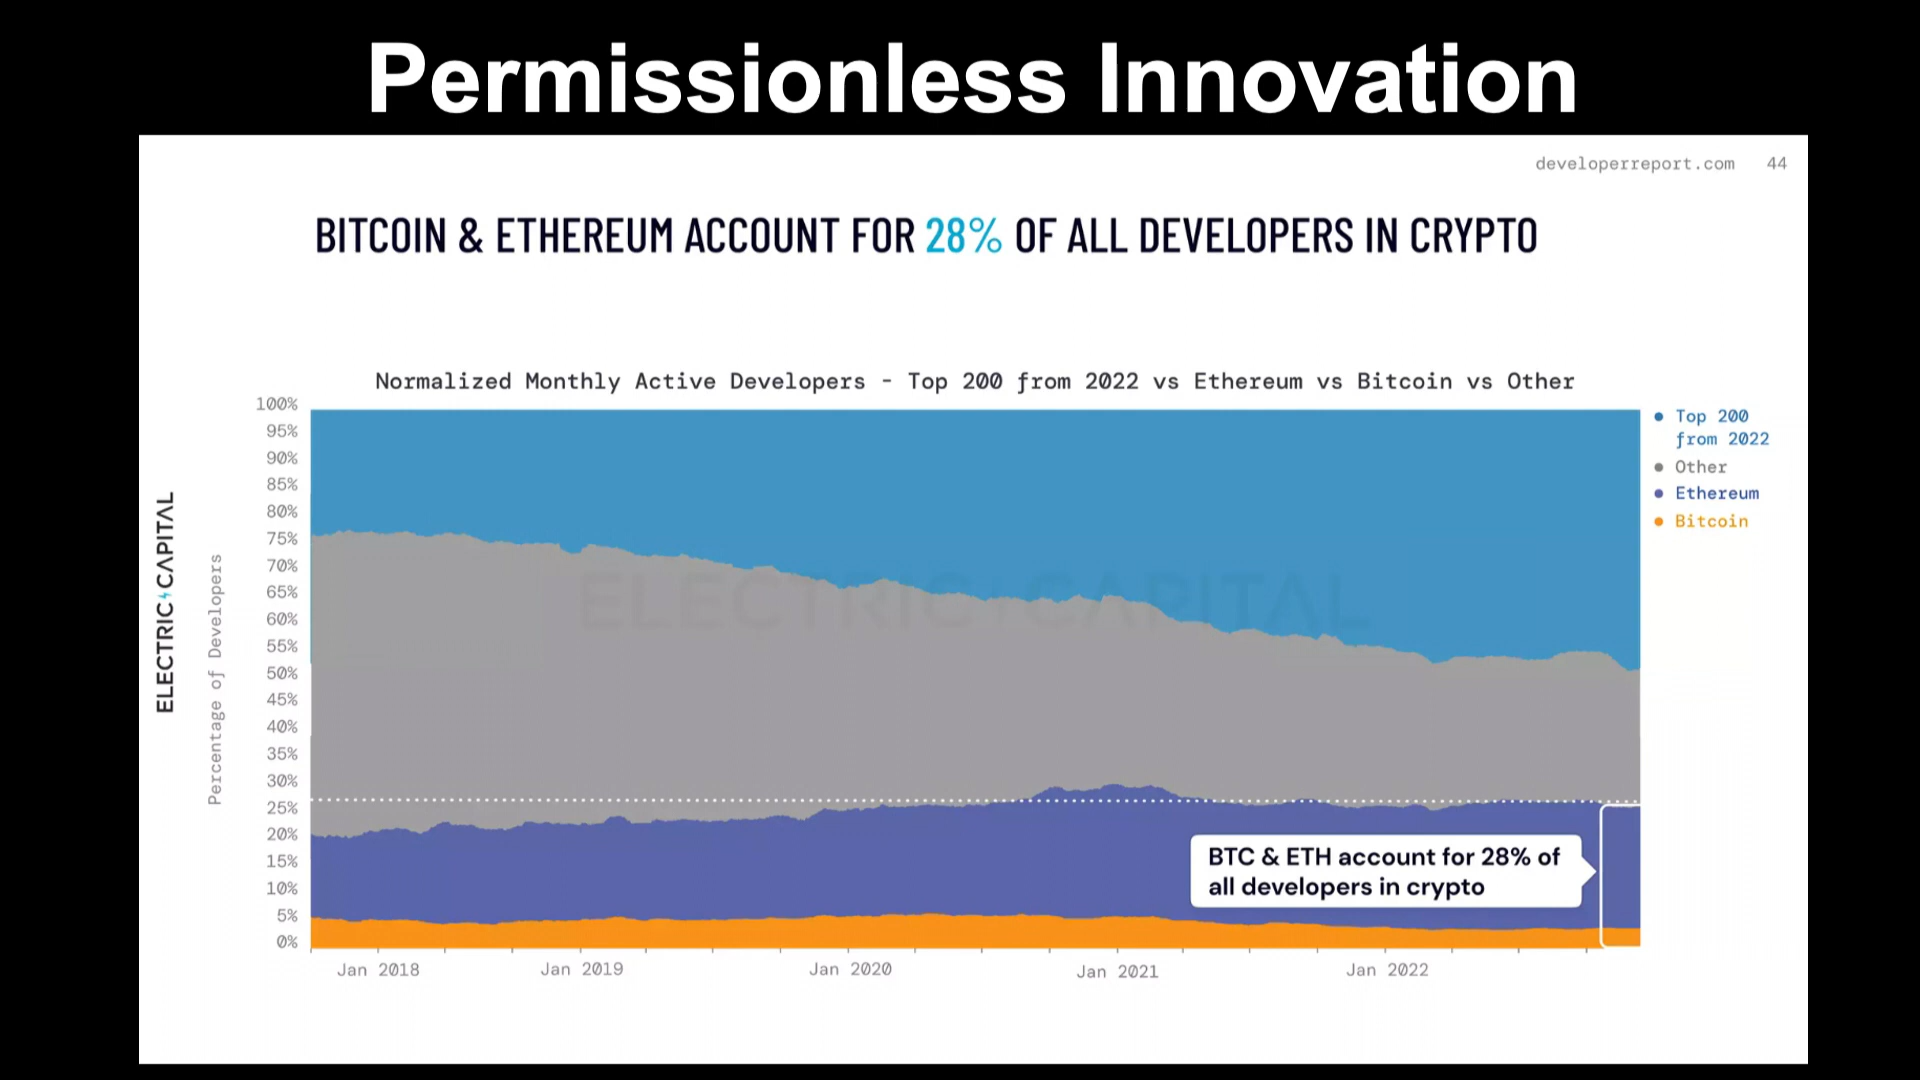 Permissionless Innovation
developerreport.com 44
BITCOIN & ETHEREUM ACCOUNT FOR 28% OF ALL DEVELOPERS IN CRYPTO
Normalized Monthly Active Developers - Top 200 from 2022 vs Ethereum vs Bitcoin vs Other
ELECTRIC CAPITAL
Percentage of Developers
100%
95%
90%
85%
80%
75%
70%
65%
60%
55%
50%
45%
40%
35%
30%
25%
20%
15%
10%
5%
0%
ELECTRIC CAPITAL
Top 200
from 2022
Other
Ethereum
Bitcoin
BTC & ETH account for 28% of
all developers in crypto
Jan 2018
Jan 2019
Jan 2020
Jan 2021
Jan 2022